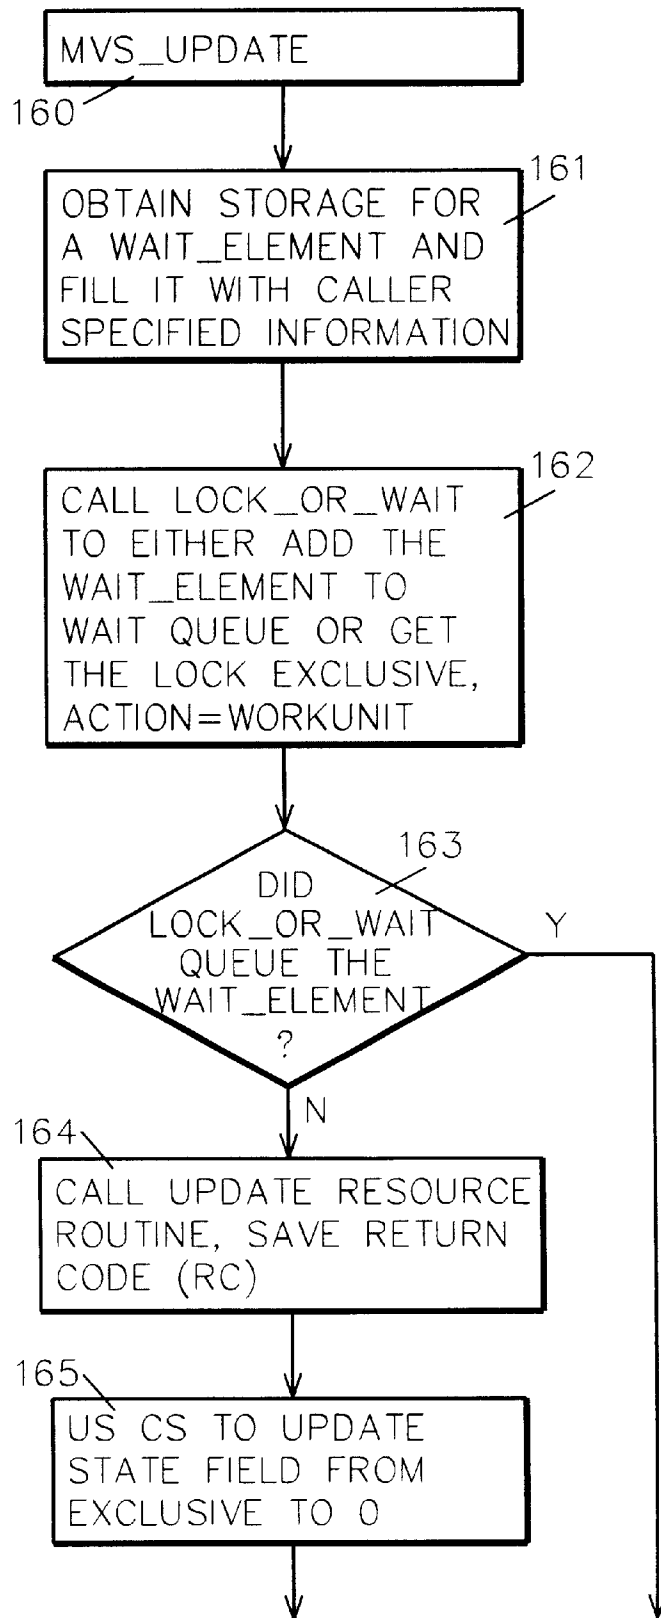 MVS_UPDATE
160
161
OBTAIN STORAGE FOR
A WAIT_ELEMENT AND
FILL IT WITH CALLER
SPECIFIED INFORMATION
162
CALL LOCK_OR_WAIT
TO EITHER ADD THE
WAIT_ELEMENT TO
WAIT QUEUE OR GET
THE LOCK EXCLUSIVE,
ACTION=WORKUNIT
163
DID
LOCK_OR_WAIT
QUEUE THE
WAIT_ELEMENT
?
Y
N
164
CALL UPDATE RESOURCE
ROUTINE, SAVE RETURN
CODE (RC)
165
US CS TO UPDATE
STATE FIELD FROM
EXCLUSIVE TO 0